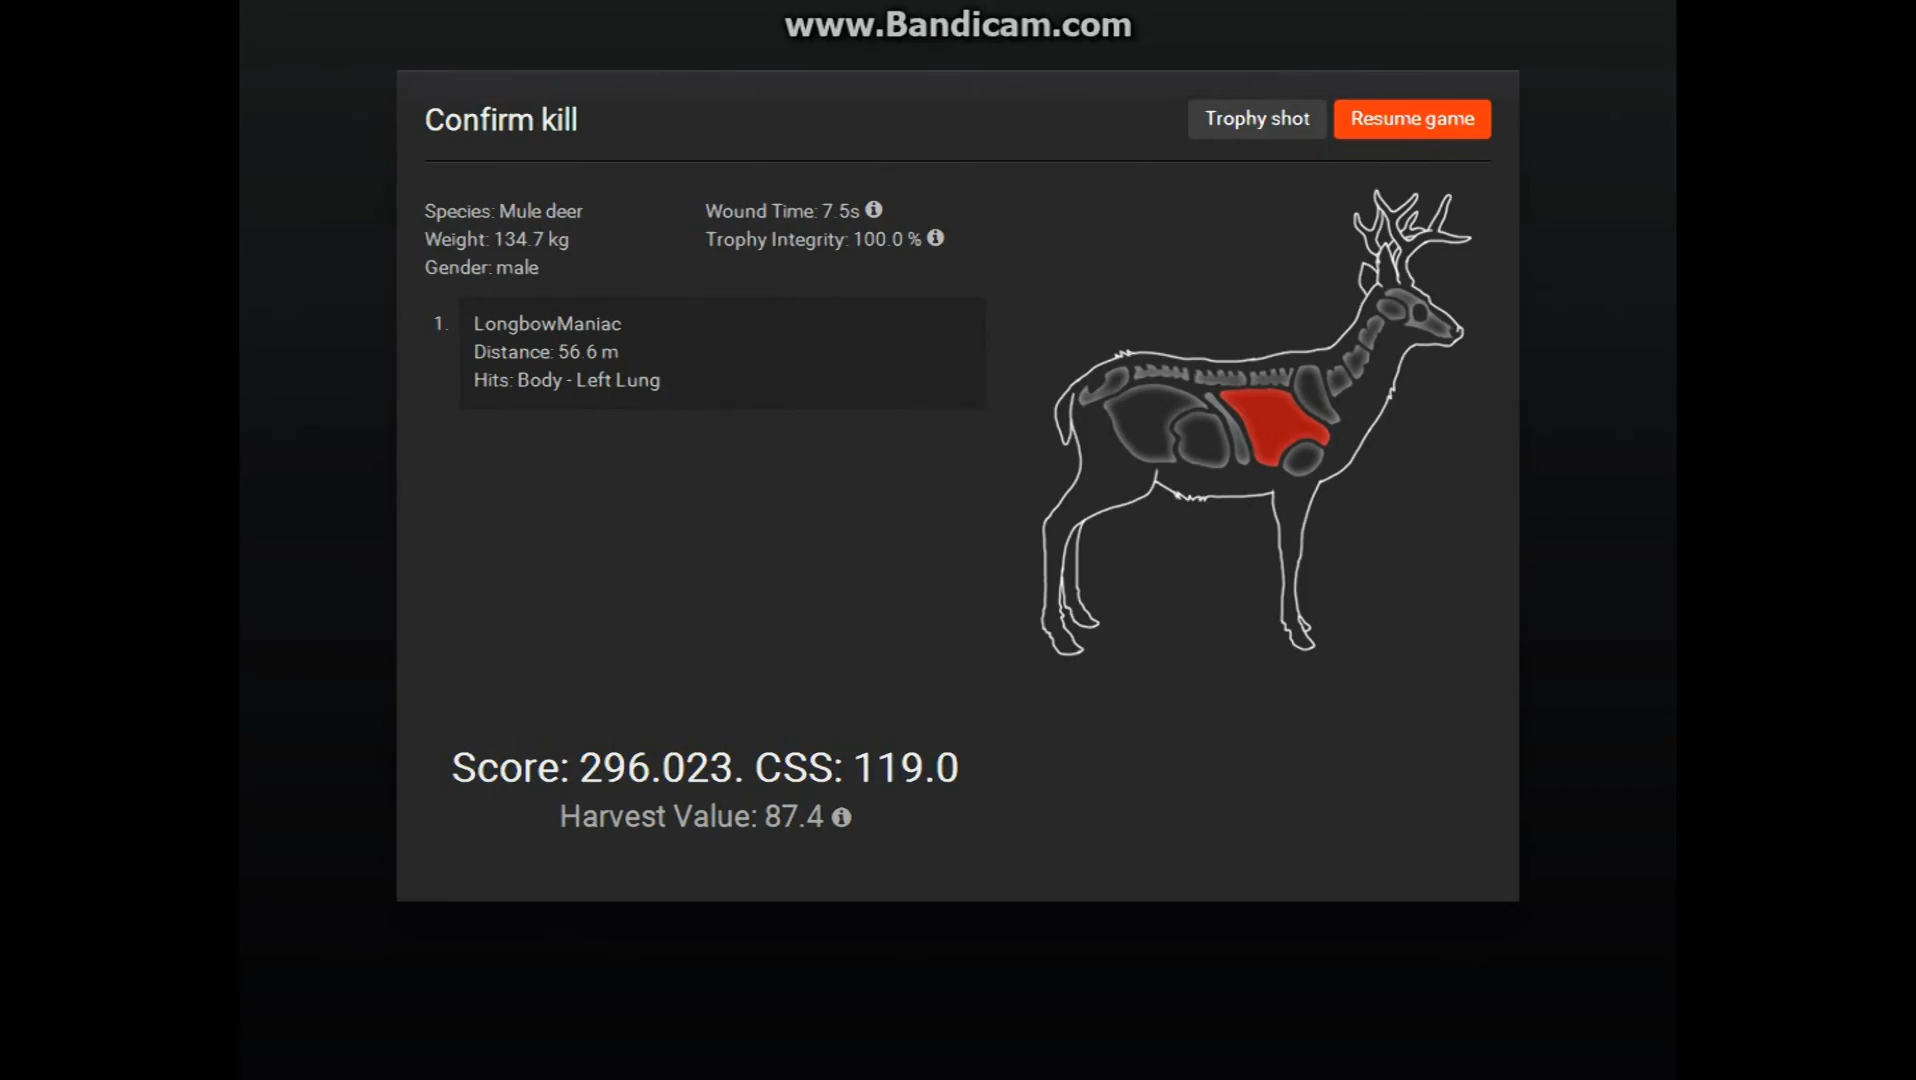 www.Bandicam.com
Confirm kill
Trophy shot
Resume game
Species: Mule deer
Weight: 134.7 kg
Gender: male
Wound Time: 7.5s
Trophy Integrity: 100.0 %
1.
LongbowManiac
Distance: 56.6 m
Hits: Body - Left Lung
Score: 296.023. CSS: 119.0
Harvest Value: 87.4